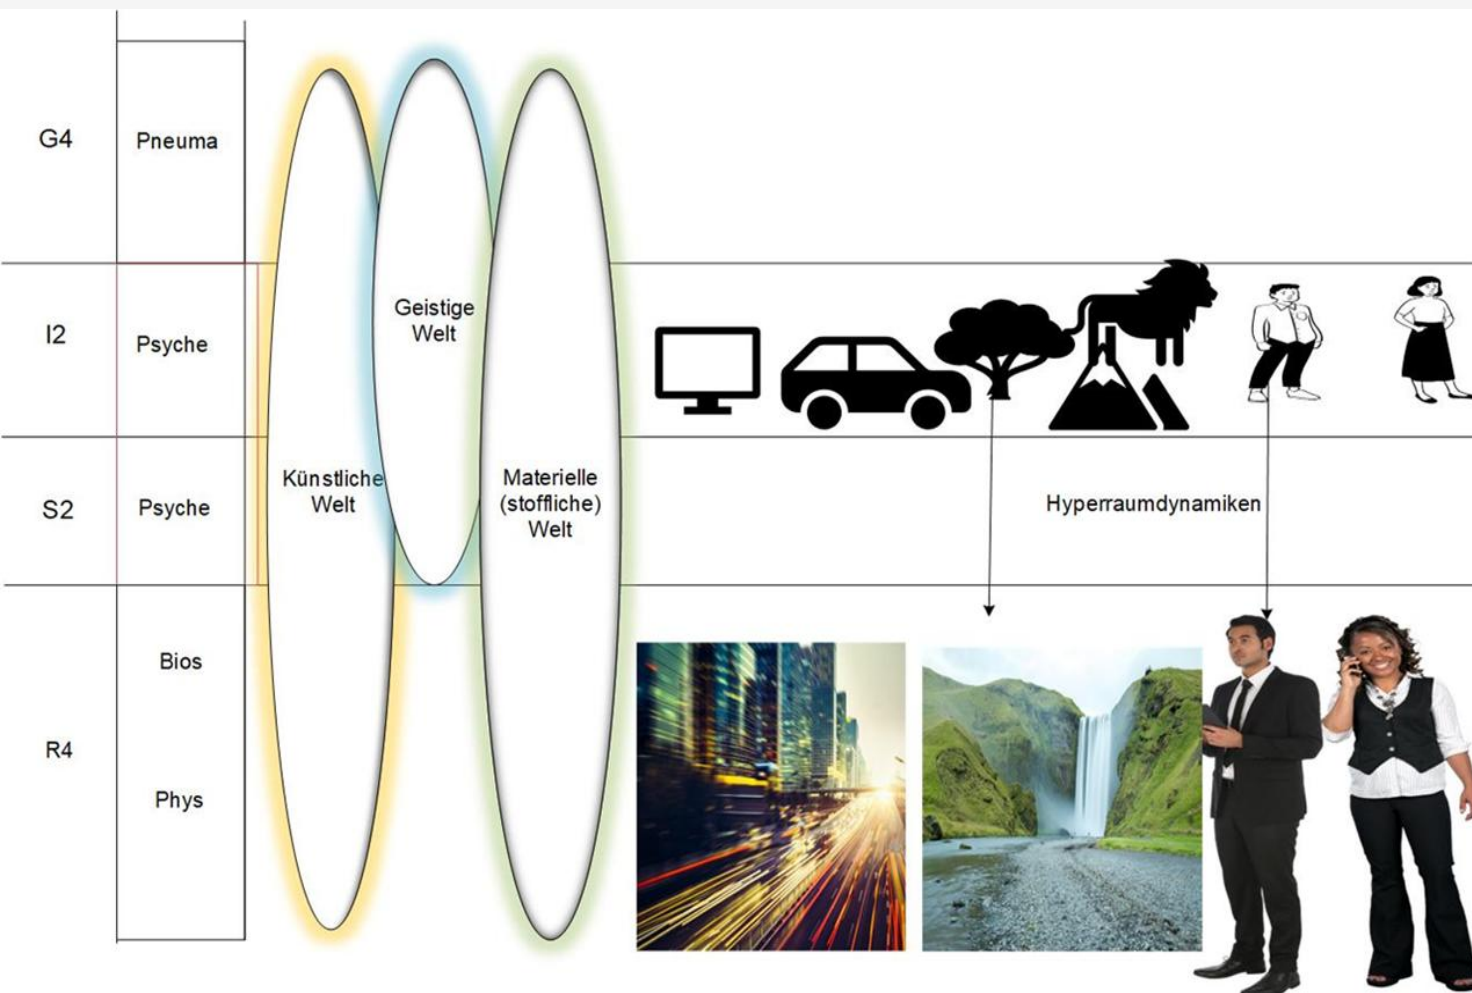 G4
Pneuma
I2
Psyche
Geistige
Welt
S2
Psyche
Künstliche
Welt
Materielle
(stoffliche)
Welt
Hyperraumdynamiken
Bios
R4
Phys